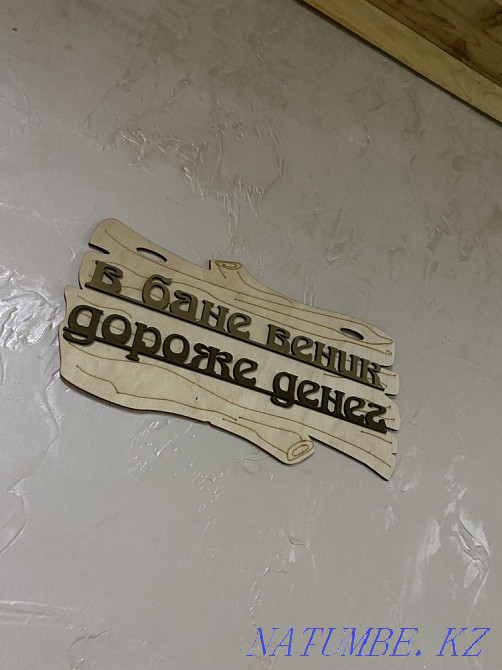 в бане веник
дороже денег
NATUMBE. KZ